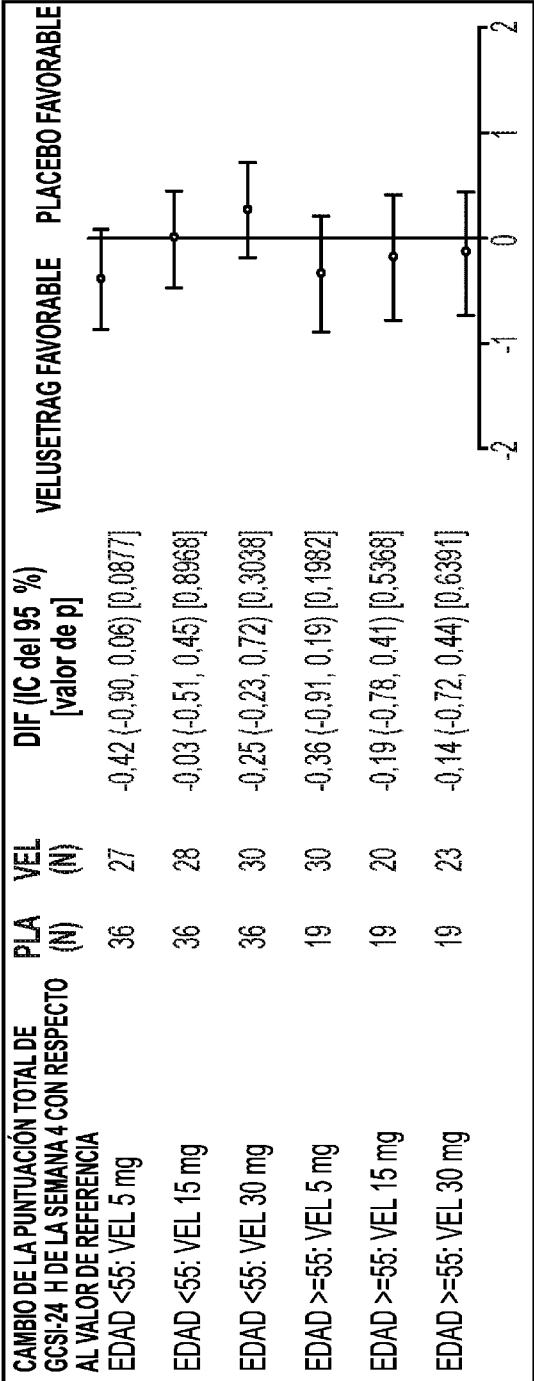 CAMBIO DE LA PUNTUACIÓN TOTAL DE
GCSI-24 H DE LA SEMANA 4 CON RESPECTO
AL VALOR DE REFERENCIA
PLA
(N)
VEL
(N)
DIF (IC del 95 %)
[valor de p]
VELUSETRAG FAVORABLE PLACEBO FAVORABLE
EDAD <55: VEL 5 mg 36 27 -0,42 (-0,90, 0,06) [0,0877]
EDAD <55: VEL 15 mg 36 28 -0,03 (-0,51, 0,45) [0,8968]
EDAD <55: VEL 30 mg 36 30 -0,25 (-0,23, 0,72) [0,3038]
EDAD >=55: VEL 5 mg 19 30 -0,36 (-0,91, 0,19) [0,1982]
EDAD >=55: VEL 15 mg 19 20 -0,19 (-0,78, 0,41) [0,5368]
EDAD >=55: VEL 30 mg 19 23 -0,14 (-0,72, 0,44) [0,6391]
-2 -1 0 1 2